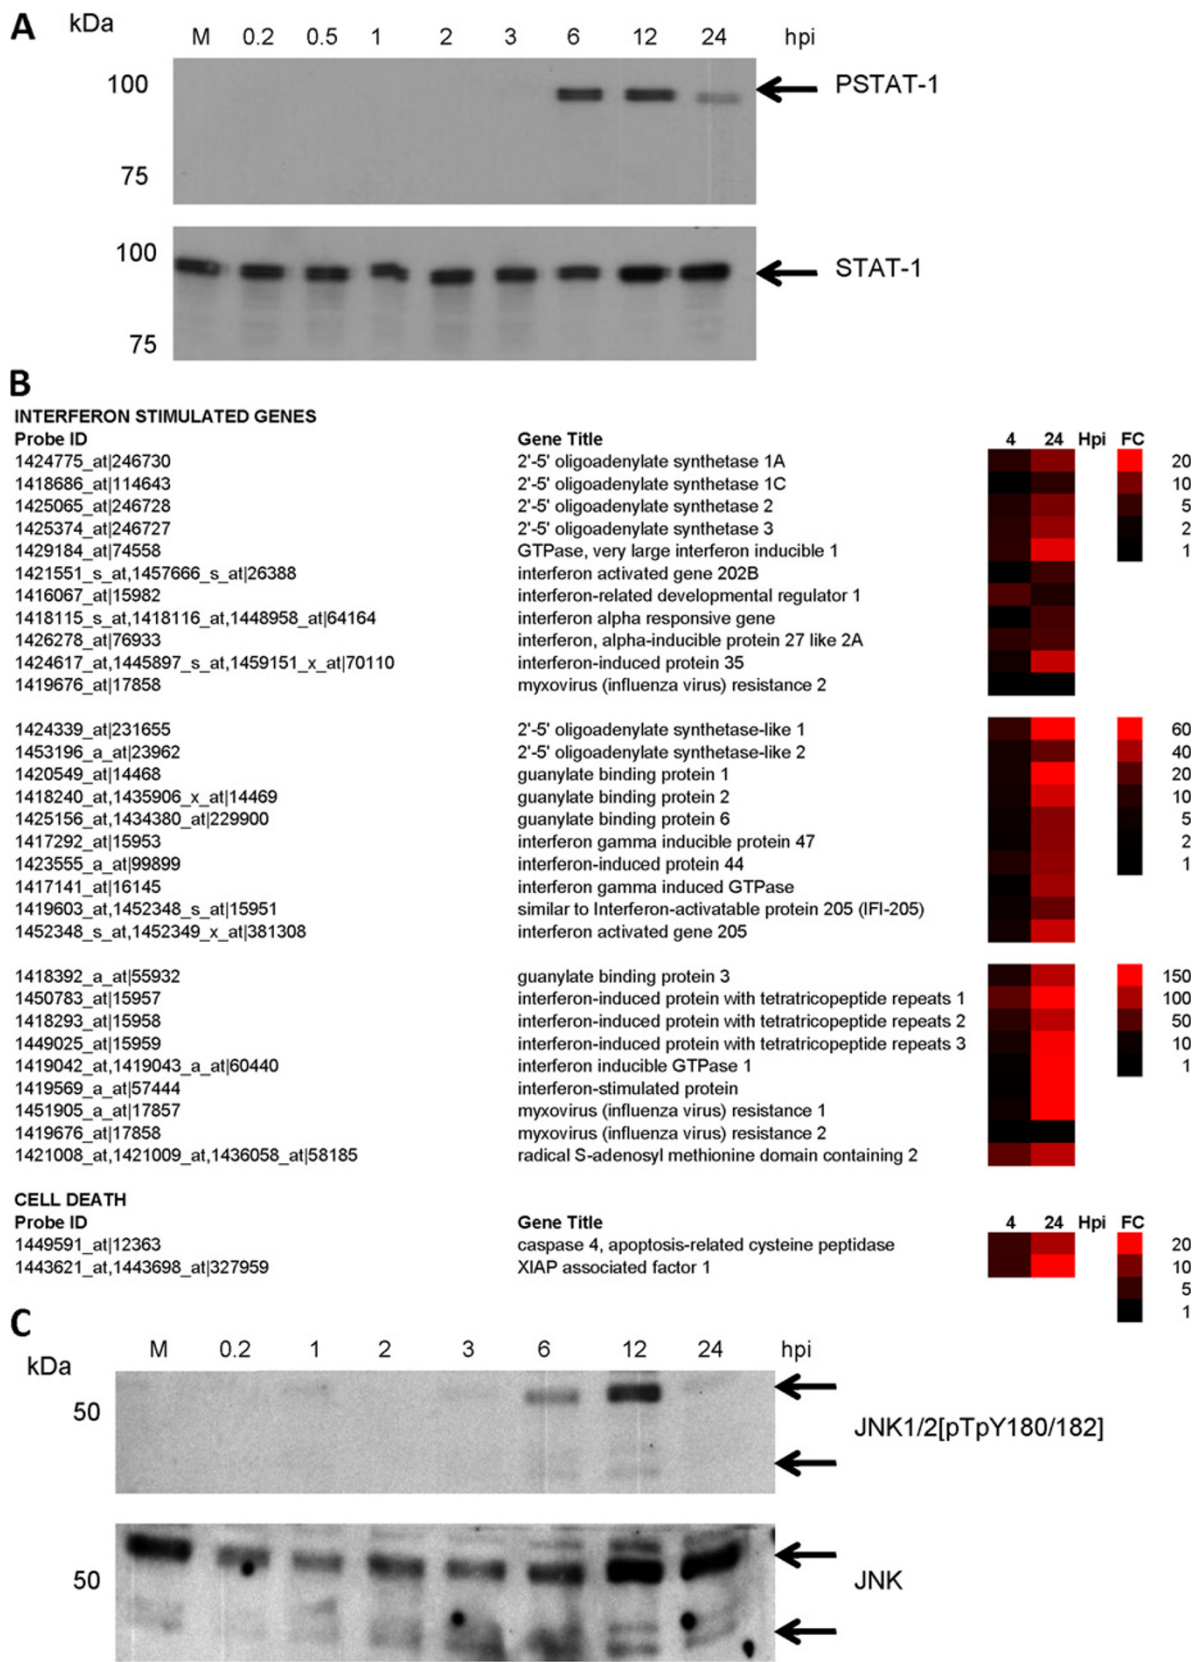 A kDa M 0.2 0.5 1 2 3 6 12 24 hpi
100 PSTAT-1
75
100 STAT-1
75
B
INTERFERON STIMULATED GENES
Probe ID Gene Title 4 24 Hpi FC
1424775_at|246730 2'-5' oligoadenylate synthetase 1A 20
1418686_at|114643 2'-5' oligoadenylate synthetase 1C 10
1425065_at|246728 2'-5' oligoadenylate synthetase 2 5
1425374_at|246727 2'-5' oligoadenylate synthetase 3 2
1429184_at|74558 GTPase, very large interferon inducible 1 1
1421551_s_at,1457666_s_at|26388 interferon activated gene 202B
1416067_at|15982 interferon-related developmental regulator 1
1418115_s_at,1418116_at,1448958_at|64164 interferon alpha responsive gene
1426278_at|76933 interferon, alpha-inducible protein 27 like 2A
1424617_at,1445897_s_at,1459151_x_at|70110 interferon-induced protein 35
1419676_at|17858 myxovirus (influenza virus) resistance 2
1424339_at|231655 2'-5' oligoadenylate synthetase-like 1 60
1453196_a_at|23962 2'-5' oligoadenylate synthetase-like 2 40
1420549_at|14468 guanylate binding protein 1 20
1418240_at,1435906_x_at|14469 guanylate binding protein 2 10
1425156_at,1434380_at|229900 guanylate binding protein 6 5
1417292_at|15953 interferon gamma inducible protein 47 2
1423555_a_at|99899 interferon-induced protein 44 1
1417141_at|16145 interferon gamma induced GTPase
1419603_at,1452348_s_at|15951 similar to Interferon-activatable protein 205 (IFI-205)
1452348_s_at,1452349_x_at|381308 interferon activated gene 205
1418392_a_at|55932 guanylate binding protein 3 150
1450783_at|15957 interferon-induced protein with tetratricopeptide repeats 1 100
1418293_at|15958 interferon-induced protein with tetratricopeptide repeats 2 50
1449025_at|15959 interferon-induced protein with tetratricopeptide repeats 3 10
1419042_at,1419043_a_at|60440 interferon inducible GTPase 1 1
1419569_a_at|57444 interferon-stimulated protein
1451905_a_at|17857 myxovirus (influenza virus) resistance 1
1419676_at|17858 myxovirus (influenza virus) resistance 2
1421008_at,1421009_at,1436058_at|58185 radical S-adenosyl methionine domain containing 2
CELL DEATH
Probe ID Gene Title 4 24 Hpi FC
1449591_at|12363 caspase 4, apoptosis-related cysteine peptidase 20
1443621_at,1443698_at|327959 XIAP associated factor 1 10
5
1
C M 0.2 1 2 3 6 12 24 hpi
kDa
50 JNK1/2[pTpY180/182]
50 JNK